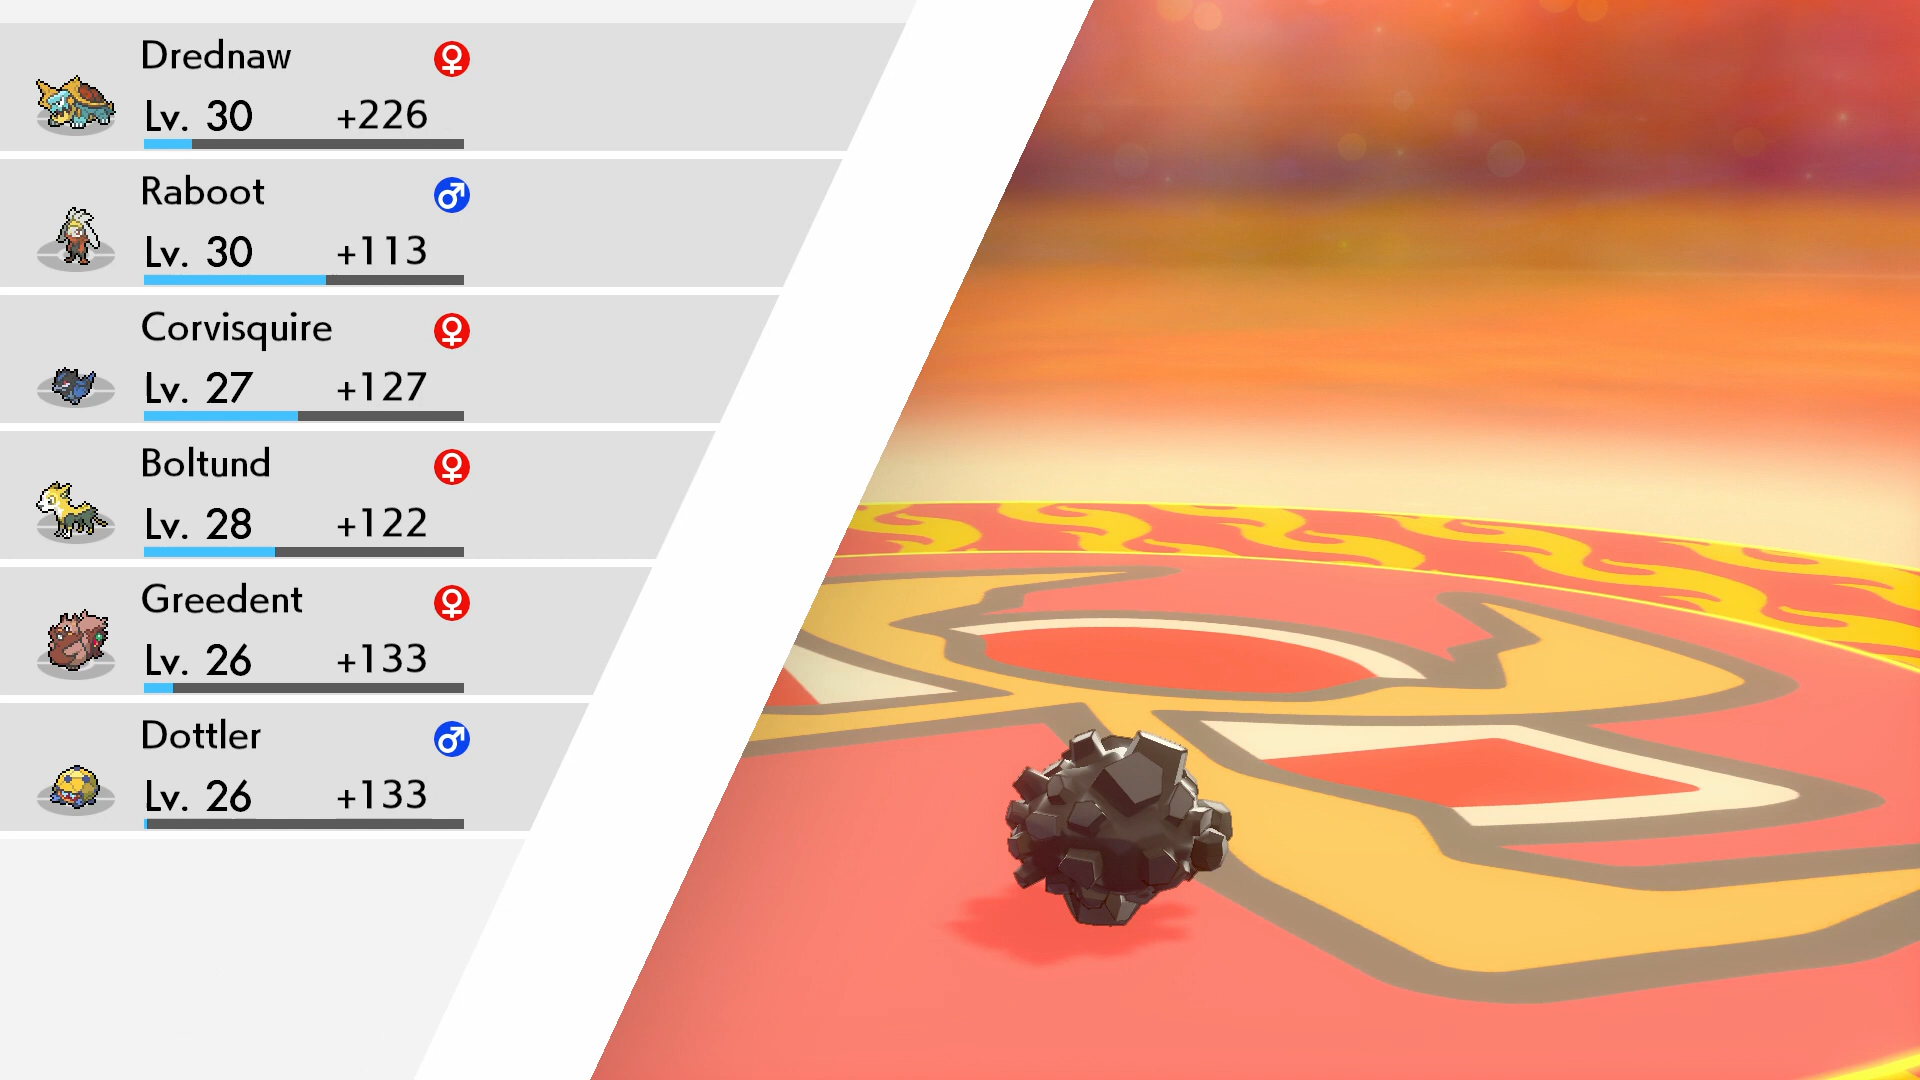 Drednaw
Lv. 30 +226
Raboot
Lv. 30 +113
Corvisquire
Lv. 27 +127
Boltund
Lv. 28 +122
Greedent
Lv. 26 +133
Dottler
Lv. 26 +133